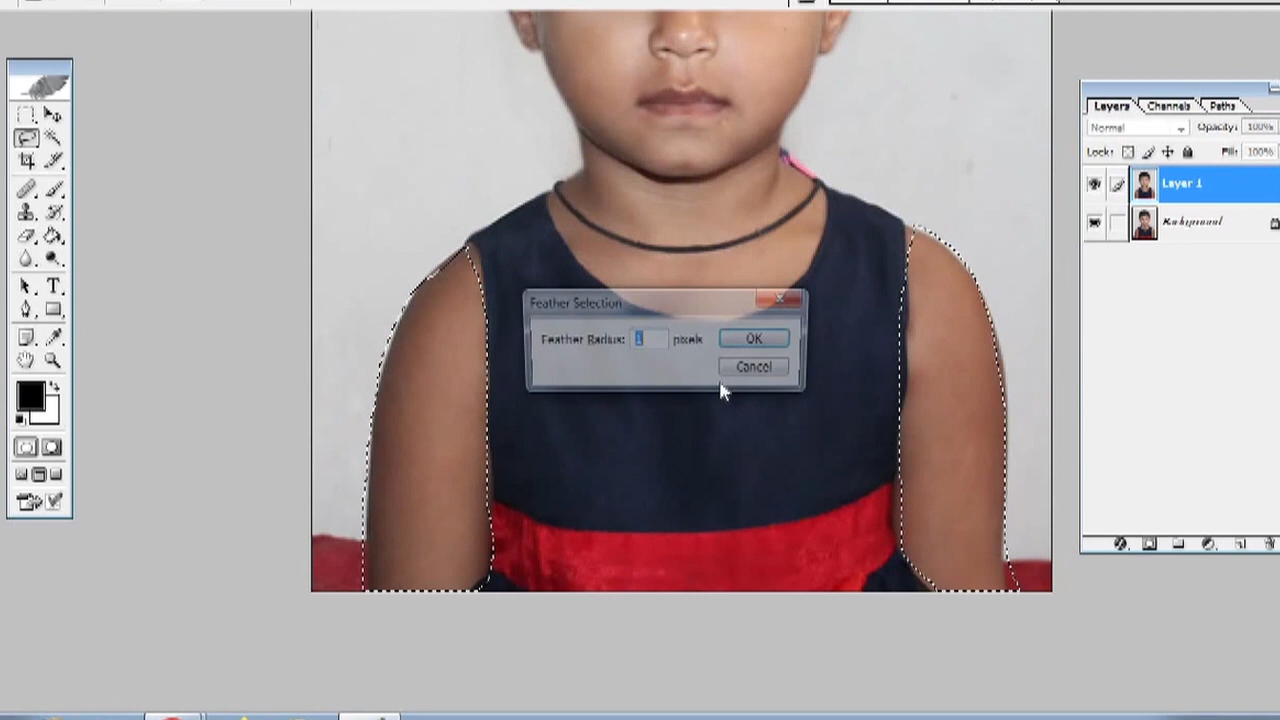 Layers Channels Paths
Normal Opacity: 100%
Lock: Fill: 100%
Layer 1
Background
Feather Selection
Feather Radius: 1 pixels OK
Cancel
T